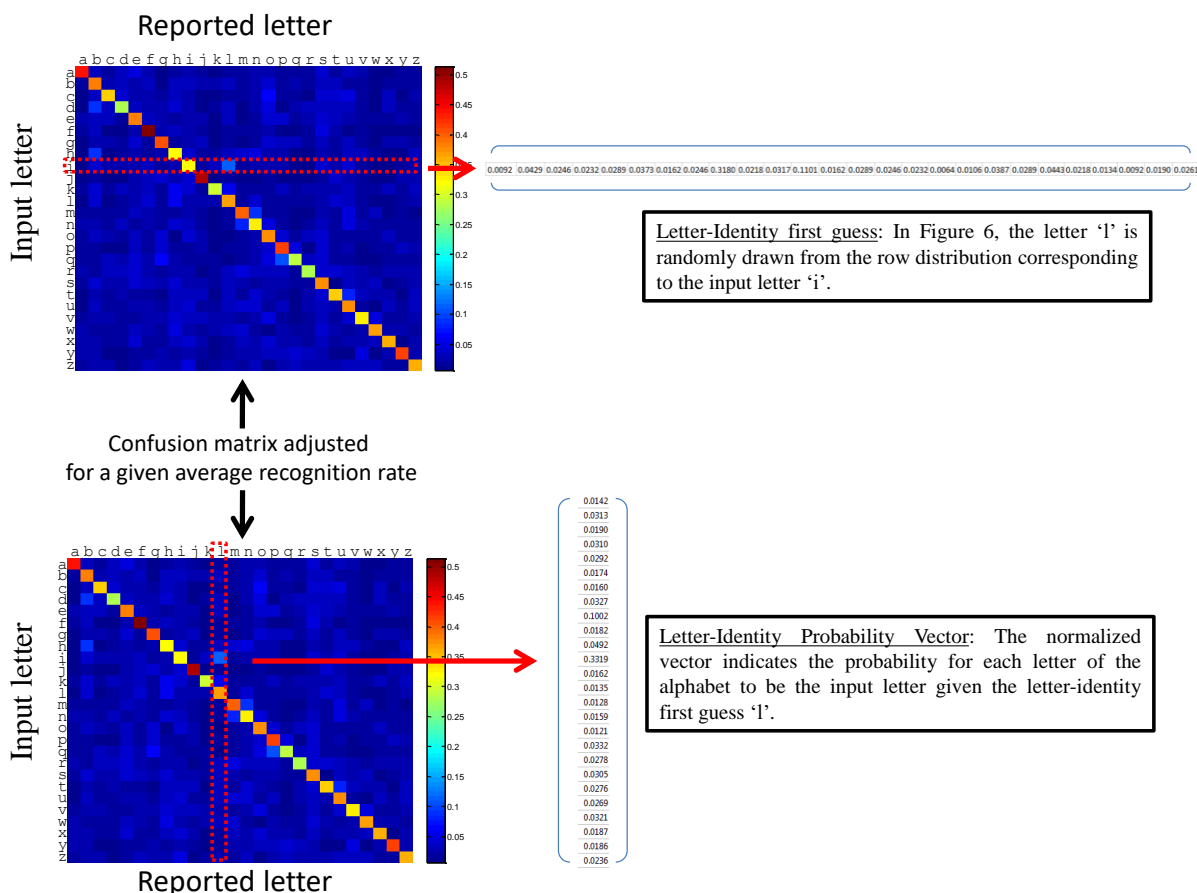 Reported letter
a b c d e f g h i j k l m n o p q r s t u v w x y z
Input letter
a
b
c
d
e
f
g
h
i
j
k
l
m
n
o
p
q
r
s
t
u
v
w
x
y
z
0.5
0.45
0.4
0.3
0.25
0.2
0.15
0.1
0.05
0.0092 0.0429 0.0246 0.0232 0.0289 0.0373 0.0162 0.0246 0.3180 0.0218 0.0317 0.1101 0.0162 0.0289 0.0246 0.0232 0.0064 0.0106 0.0387 0.0289 0.0443 0.0218 0.0134 0.0092 0.0190 0.0261
Letter-Identity first guess: In Figure 6, the letter ‘l’ is
randomly drawn from the row distribution corresponding
to the input letter ‘i’.
Confusion matrix adjusted
for a given average recognition rate
a b c d e f g h i j k l m n o p q r s t u v w x y z
Input letter
a
b
c
d
e
f
g
h
i
j
k
l
m
n
o
p
q
r
s
t
u
v
w
x
y
z
Reported letter
0.5
0.45
0.4
0.35
0.3
0.25
0.2
0.15
0.1
0.05
0.0142
0.0313
0.0190
0.0310
0.0292
0.0174
0.0160
0.0327
0.1002
0.0182
0.0492
0.3319
0.0162
0.0135
0.0128
0.0159
0.0121
0.0332
0.0278
0.0305
0.0276
0.0269
0.0321
0.0187
0.0186
0.0236
Letter-Identity Probability Vector: The normalized
vector indicates the probability for each letter of the
alphabet to be the input letter given the letter-identity
first guess ‘l’.